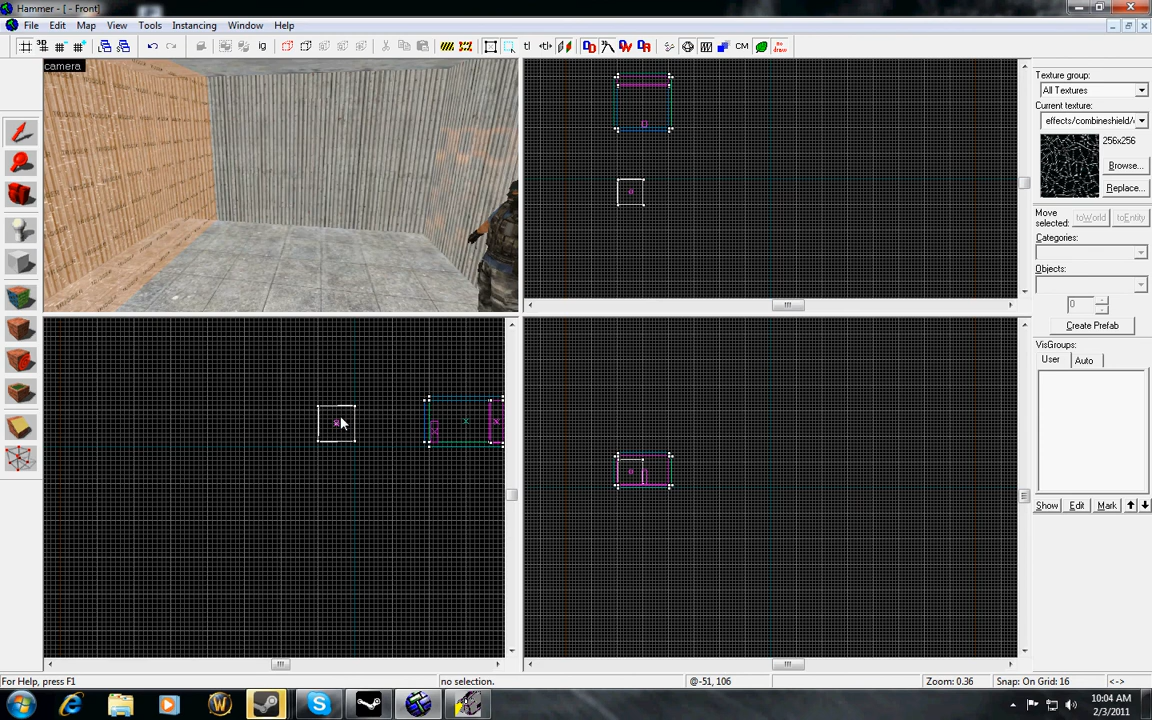 Hammer - [ - Front]
File Edit Map View Tools Instancing Window Help
camera
Texture group:
All Textures
Current texture:
effects/combineshield/
256x256
Browse...
Replace...
Move
selected:
toWorld
toEntity
Categories:
Objects:
0
Create Prefab
VisGroups:
User
Auto
Show
Edit
Mark
For Help, press F1
no selection.
@-51, 106
Zoom: 0.36
Snap: On Grid: 16
<->
10:04 AM
2/3/2011